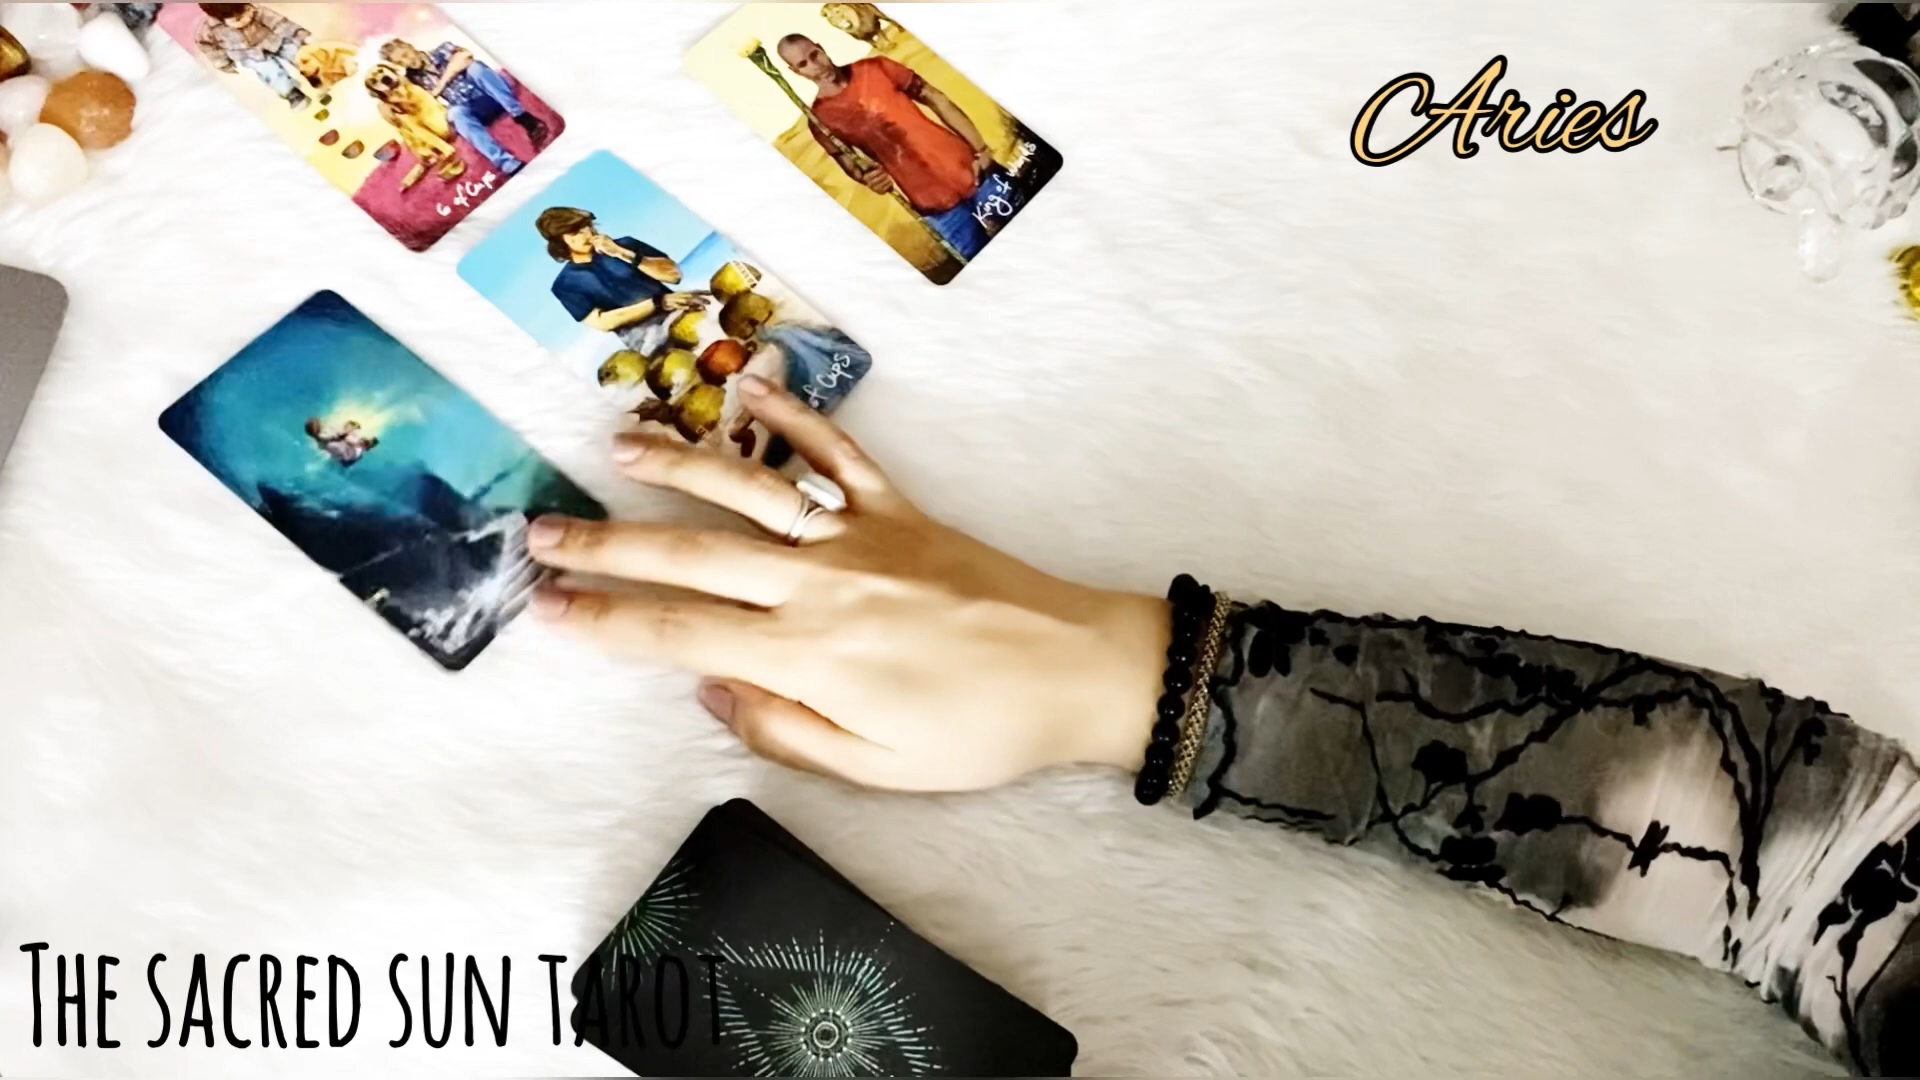 Aries
6 of Cups
King of Wands
of Cups
The sacred sun tarot